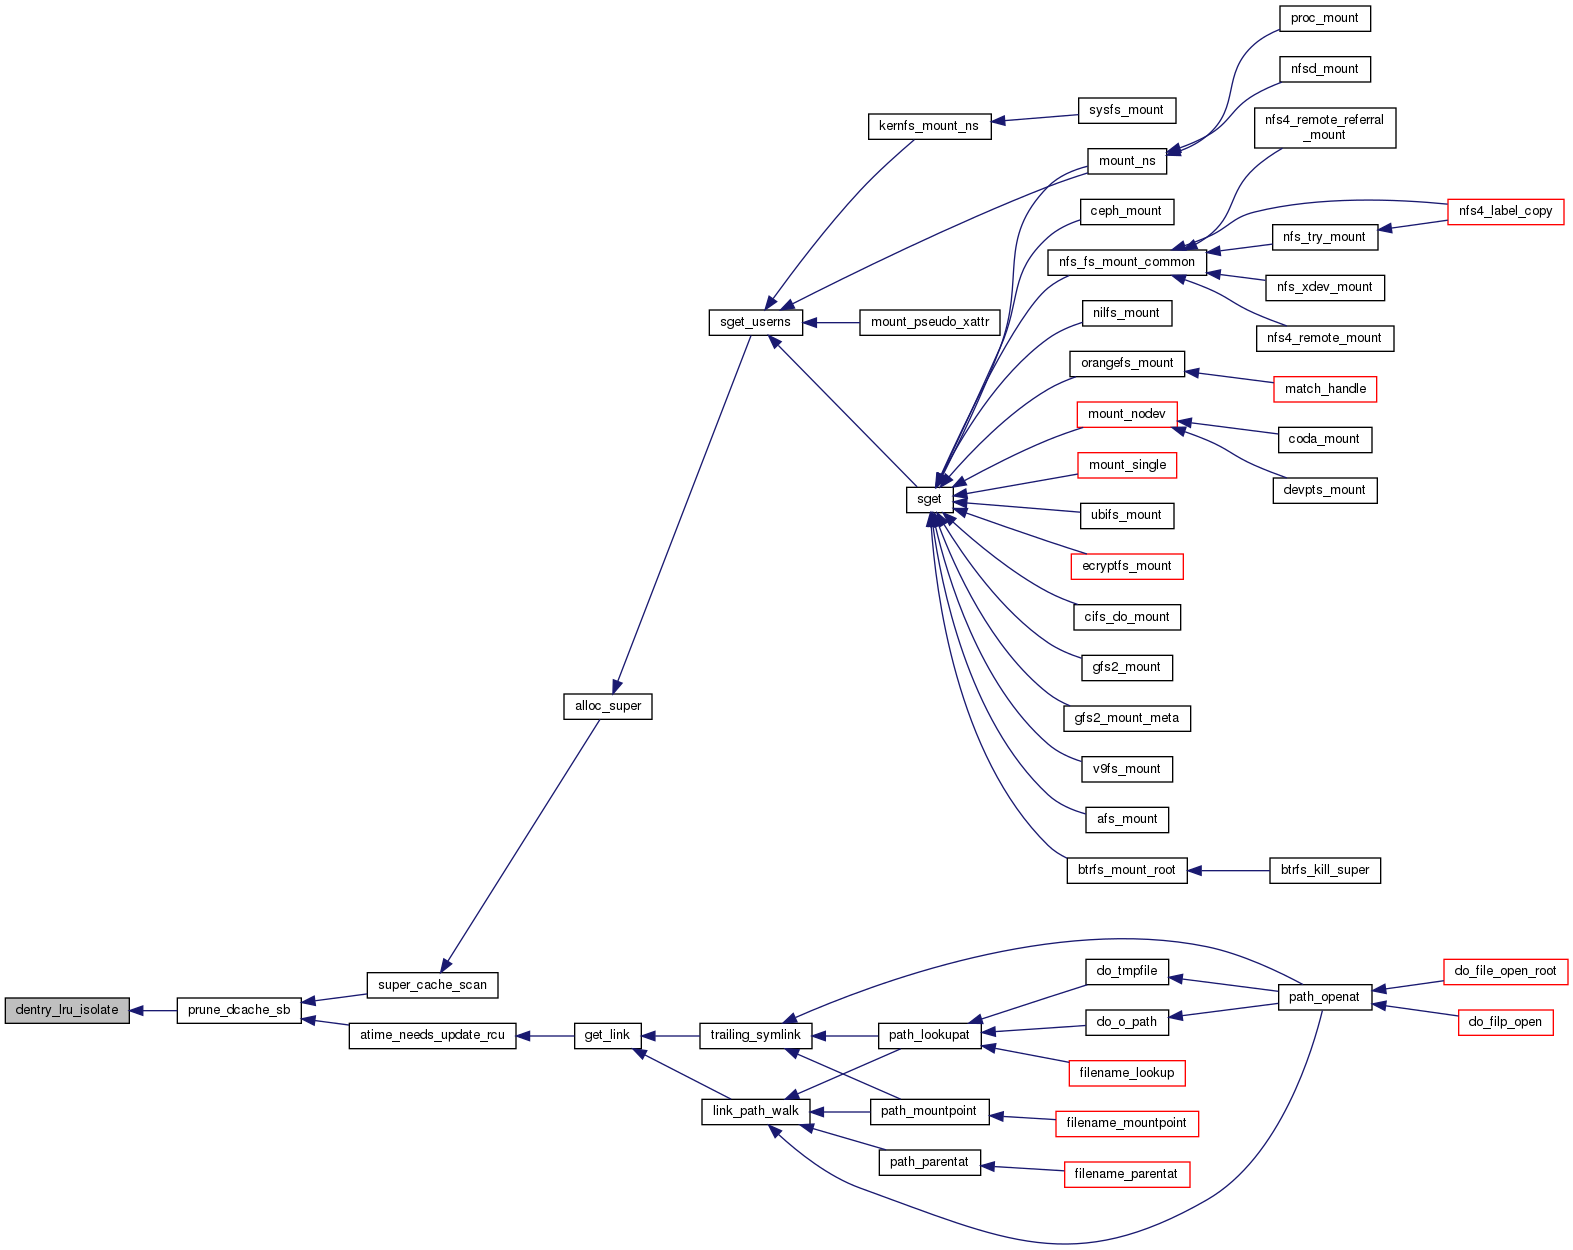 proc_mount
nfsd_mount
sysfs_mount
nfs4_remote_referral
_mount
kernfs_mount_ns
mount_ns
ceph_mount
nfs4_label_copy
nfs_try_mount
nfs_fs_mount_common
nfs_xdev_mount
nilfs_mount
sget_userns
mount_pseudo_xattr
nfs4_remote_mount
orangefs_mount
match_handle
mount_nodev
coda_mount
mount_single
devpts_mount
sget
ubifs_mount
ecryptfs_mount
cifs_do_mount
gfs2_mount
alloc_super
gfs2_mount_meta
v9fs_mount
afs_mount
btrfs_mount_root
btrfs_kill_super
do_tmpfile
do_file_open_root
super_cache_scan
path_openat
dentry_lru_isolate
prune_dcache_sb
do_o_path
do_filp_open
atime_needs_update_rcu
get_link
trailing_symlink
path_lookupat
filename_lookup
link_path_walk
path_mountpoint
filename_mountpoint
path_parentat
filename_parentat